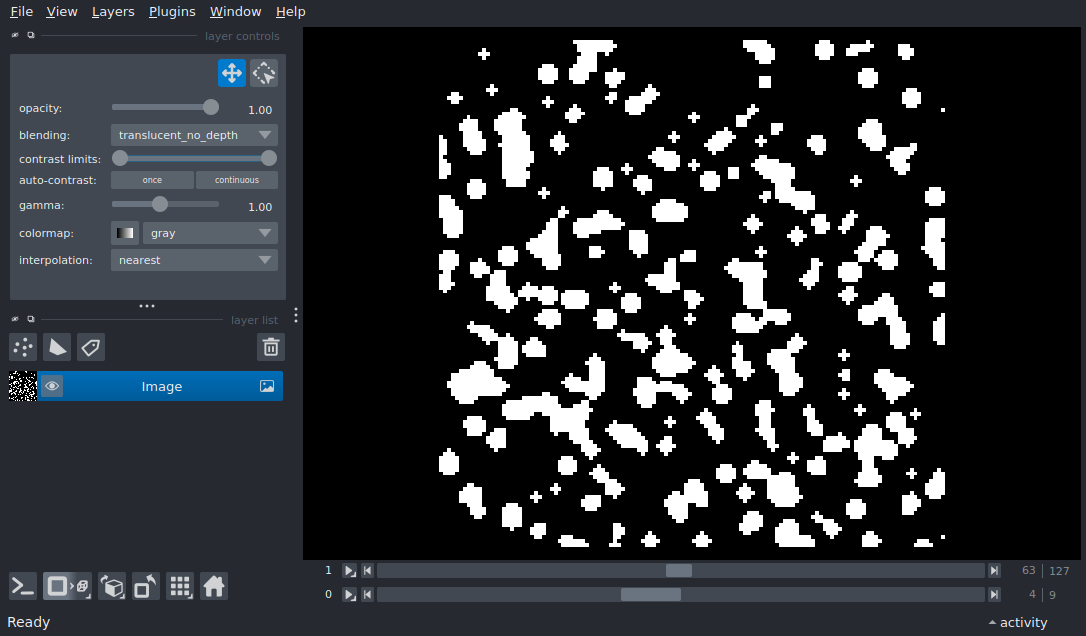 File View Layers Plugins Window Help
layer controls
opacity: 1.00
blending: translucent_no_depth
contrast limits:
auto-contrast: once continuous
gamma: 1.00
colormap: gray
interpolation: nearest
layer list
Image
1 63 127
0 4 9
Ready activity